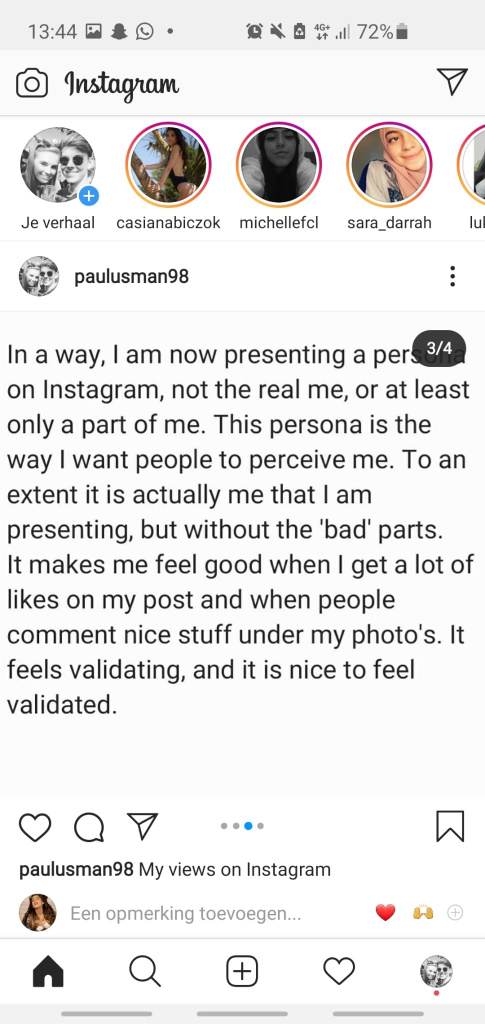 13:44
4G+
72%
Instagram
Je verhaal
casianabiczok
michellefcl
sara_darrah
paulusman98
3/4
In a way, I am now presenting a persona
on Instagram, not the real me, or at least
only a part of me. This persona is the
way I want people to perceive me. To an
extent it is actually me that I am
presenting, but without the 'bad' parts.
It makes me feel good when I get a lot of
likes on my post and when people
comment nice stuff under my photo's. It
feels validating, and it is nice to feel
validated.
paulusman98 My views on Instagram
Een opmerking toevoegen...